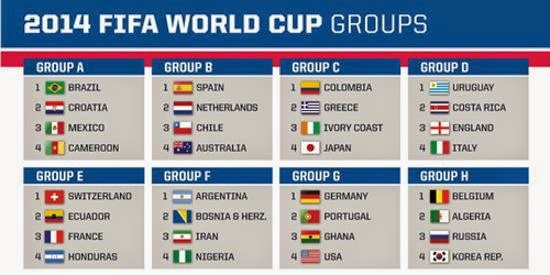 2014 FIFA WORLD CUP GROUPS
GROUP A
1 BRAZIL
2 CROATIA
3 MEXICO
4 CAMEROON
GROUP B
1 SPAIN
2 NETHERLANDS
3 CHILE
4 AUSTRALIA
GROUP C
1 COLOMBIA
2 GREECE
3 IVORY COAST
4 JAPAN
GROUP D
1 URUGUAY
2 COSTA RICA
3 ENGLAND
4 ITALY
GROUP E
1 SWITZERLAND
2 ECUADOR
3 FRANCE
4 HONDURAS
GROUP F
1 ARGENTINA
2 BOSNIA & HERZ.
3 IRAN
4 NIGERIA
GROUP G
1 GERMANY
2 PORTUGAL
3 GHANA
4 USA
GROUP H
1 BELGIUM
2 ALGERIA
3 RUSSIA
4 KOREA REP.